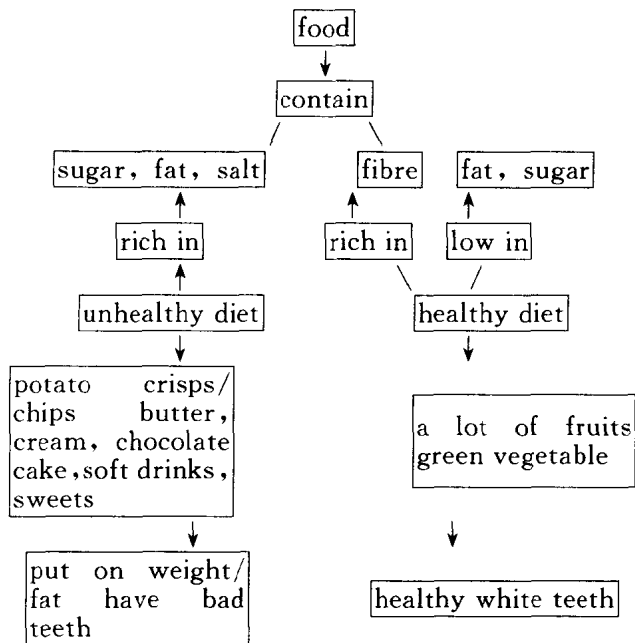 food
contain
sugar, fat, salt
fibre
fat, sugar
rich in
rich in
low in
unhealthy diet
healthy diet
potato crisps/
chips butter,
cream, chocolate
cake,soft drinks,
sweets
a lot of fruits
green vegetable
put on weight/
fat have bad
teeth
healthy white teeth